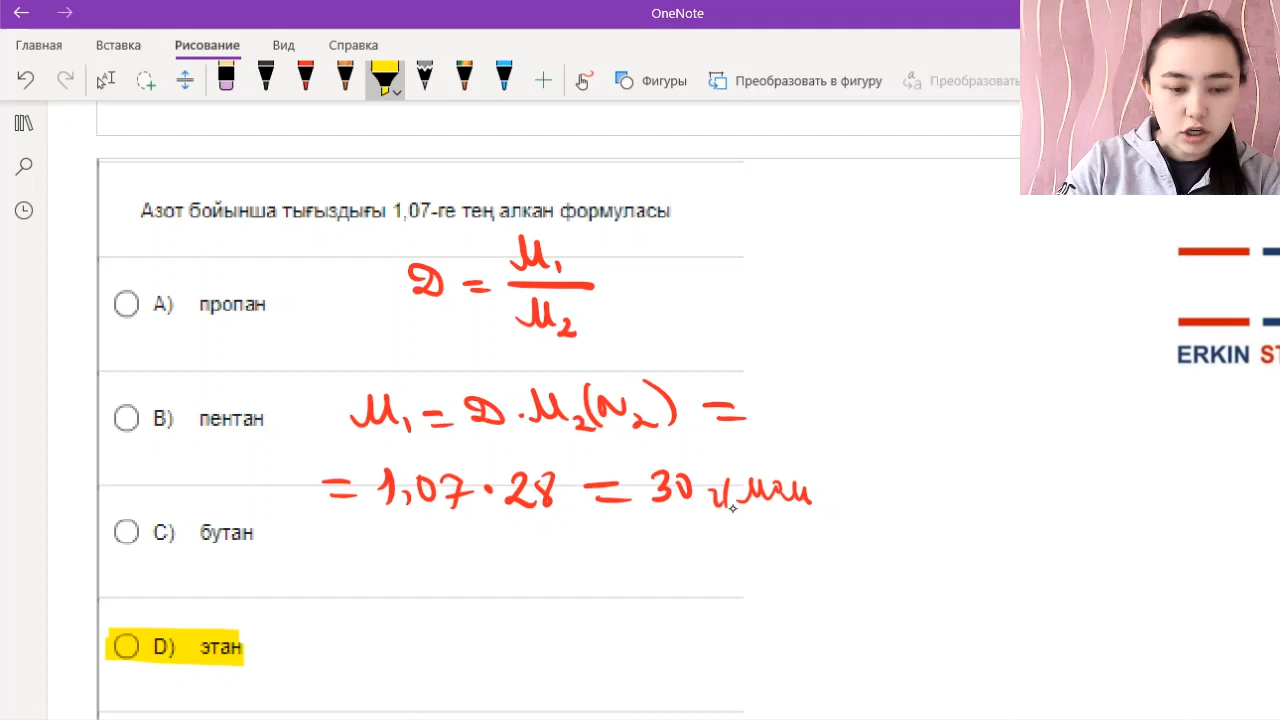 OneNote
Главная Вставка Рисование Вид Справка
Фигуры Преобразовать в фигуру Преобразовать
Азот бойынша тығыздығы 1,07-ге тең алкан формуласы
D = M₁/M₂
A) пропан
ERKIN
M₁ = D · M₂(N₂) =
B) пентан
= 1,07 · 28 = 30 г/моль
C) бутан
D) этан